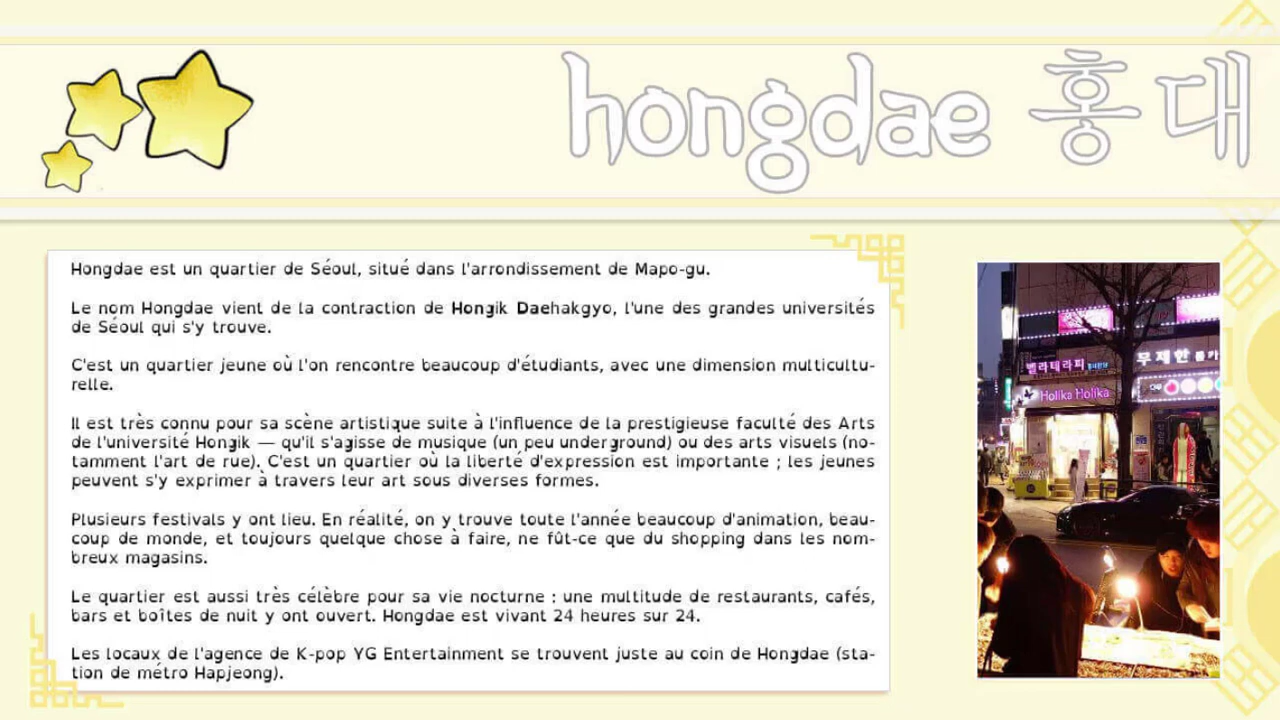 hongdae 홍대
Hongdae est un quartier de Séoul, situé dans l'arrondissement de Mapo-gu.
Le nom Hongdae vient de la contraction de Hongik Daehakgyo, l'une des grandes universités
de Séoul qui s'y trouve.
C'est un quartier jeune où l'on rencontre beaucoup d'étudiants, avec une dimension multicultu-
relle.
Il est très connu pour sa scène artistique suite à l'influence de la prestigieuse faculté des Arts
de l'université Hongik — qu'il s'agisse de musique (un peu underground) ou des arts visuels (no-
tamment l'art de rue). C'est un quartier où la liberté d'expression est importante ; les jeunes
peuvent s'y exprimer à travers leur art sous diverses formes.
Plusieurs festivals y ont lieu. En réalité, on y trouve toute l'année beaucoup d'animation, beau-
coup de monde, et toujours quelque chose à faire, ne fût-ce que du shopping dans les nom-
breux magasins.
Le quartier est aussi très célèbre pour sa vie nocturne : une multitude de restaurants, cafés,
bars et boîtes de nuit y ont ouvert. Hongdae est vivant 24 heures sur 24.
Les locaux de l'agence de K-pop YG Entertainment se trouvent juste au coin de Hongdae (sta-
tion de métro Hapjeong).
무제한
벨라테라피
Holika Holika